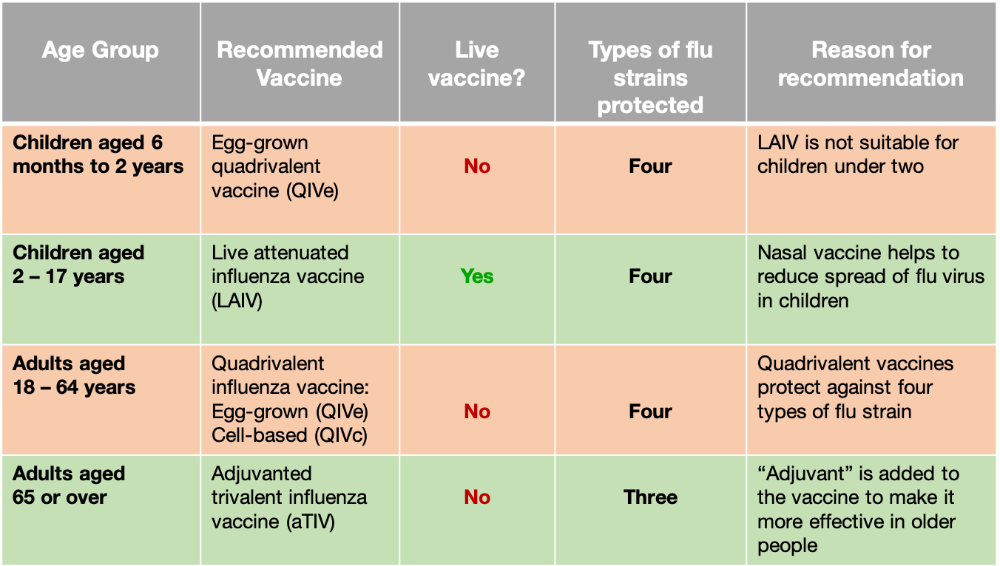 Age Group
Recommended
Vaccine
Live
vaccine?
Types of flu
strains
protected
Reason for
recommendation
Children aged 6
months to 2 years
Egg-grown
quadrivalent
vaccine (QIVe)
No
Four
LAIV is not suitable for
children under two
Children aged
2 – 17 years
Live attenuated
influenza vaccine
(LAIV)
Yes
Four
Nasal vaccine helps to
reduce spread of flu virus
in children
Adults aged
18 – 64 years
Quadrivalent
influenza vaccine:
Egg-grown (QIVe)
Cell-based (QIVc)
No
Four
Quadrivalent vaccines
protect against four
types of flu strain
Adults aged
65 or over
Adjuvanted
trivalent influenza
vaccine (aTIV)
No
Three
“Adjuvant” is added to
the vaccine to make it
more effective in older
people